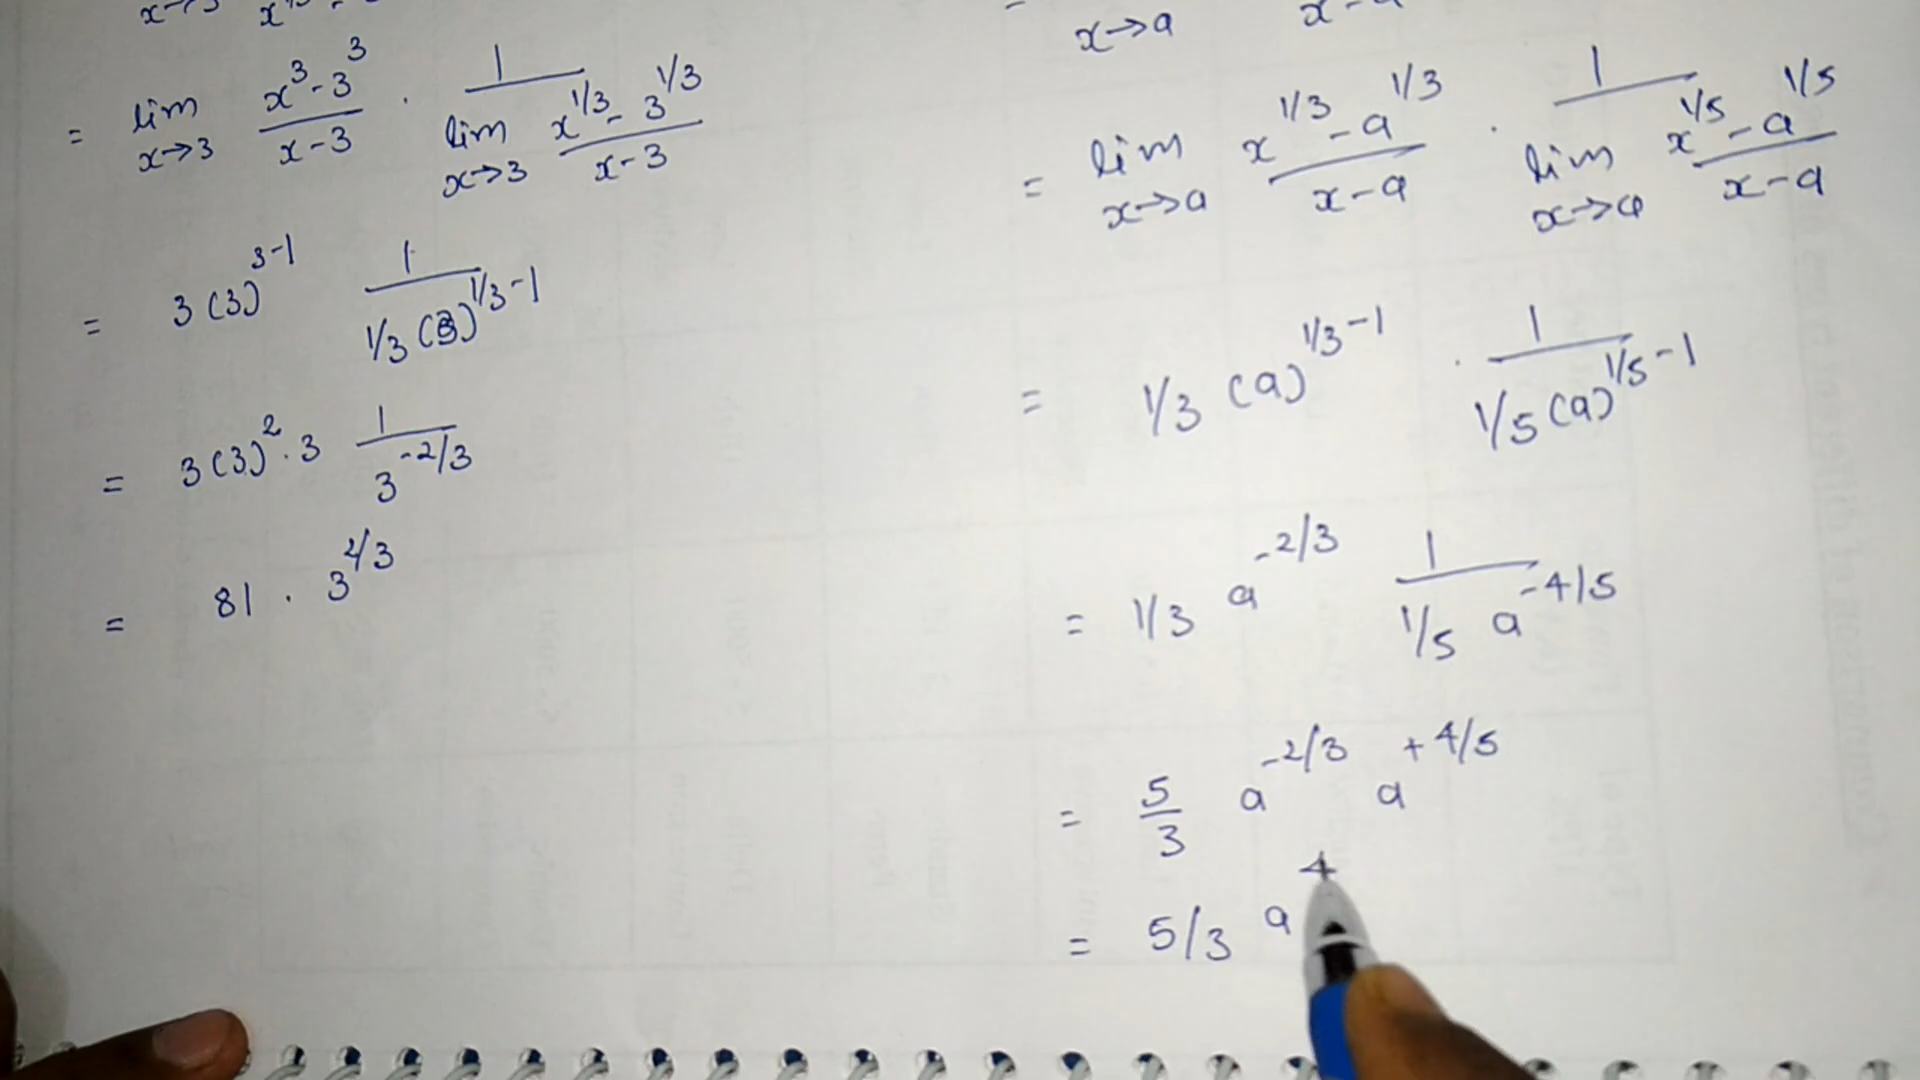 = lim x→3 x³-3³ / x-3 . 1 / lim x→3 x^1/3 - 3^1/3 / x-3
= 3(3)^3-1 1 / 1/3 (3)^1/3-1
= 3(3)² . 3 1 / 3^-2/3
= 81 . 3^2/3
x→a x-a
= lim x→a x^1/3 - a^1/3 / x-a . 1 / lim x→a x^1/5 - a^1/5 / x-a
= 1/3 (a)^1/3-1 . 1 / 1/5 (a)^1/5-1
= 1/3 a^-2/3 1 / 1/5 a^-4/5
= 5/3 a^-2/3 a^+4/5
= 5/3 a^4